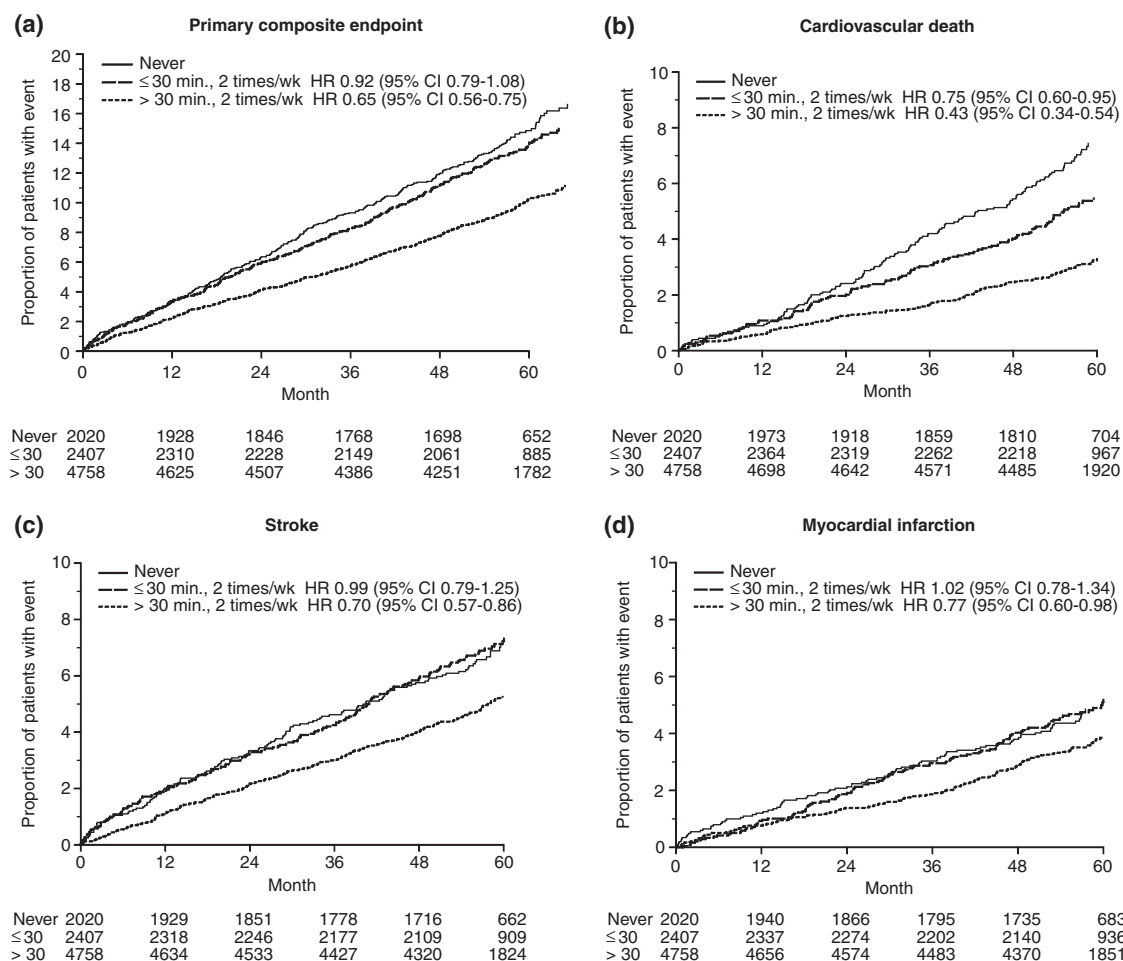 (a)
Primary composite endpoint
Never
≤ 30 min., 2 times/wk HR 0.92 (95% CI 0.79-1.08)
> 30 min., 2 times/wk HR 0.65 (95% CI 0.56-0.75)
Proportion of patients with event
20
18
16
14
12
10
8
6
4
2
0
0 12 24 36 48 60
Month
Never 2020 1928 1846 1768 1698 652
≤ 30 2407 2310 2228 2149 2061 885
> 30 4758 4625 4507 4386 4251 1782
(b)
Cardiovascular death
Never
≤ 30 min., 2 times/wk HR 0.75 (95% CI 0.60-0.95)
> 30 min., 2 times/wk HR 0.43 (95% CI 0.34-0.54)
Proportion of patients with event
10
8
6
4
2
0
0 12 24 36 48 60
Month
Never 2020 1973 1918 1859 1810 704
≤ 30 2407 2364 2319 2262 2218 967
> 30 4758 4698 4642 4571 4485 1920
(c)
Stroke
Never
≤ 30 min., 2 times/wk HR 0.99 (95% CI 0.79-1.25)
> 30 min., 2 times/wk HR 0.70 (95% CI 0.57-0.86)
Proportion of patients with event
10
8
6
4
2
0
0 12 24 36 48 60
Month
Never 2020 1929 1851 1778 1716 662
≤ 30 2407 2318 2246 2177 2109 909
> 30 4758 4634 4533 4427 4320 1824
(d)
Myocardial infarction
Never
≤ 30 min., 2 times/wk HR 1.02 (95% CI 0.78-1.34)
> 30 min., 2 times/wk HR 0.77 (95% CI 0.60-0.98)
Proportion of patients with event
10
8
6
4
2
0
0 12 24 36 48 60
Month
Never 2020 1940 1866 1795 1735 683
≤ 30 2407 2337 2274 2202 2140 936
> 30 4758 4656 4574 4483 4370 1851